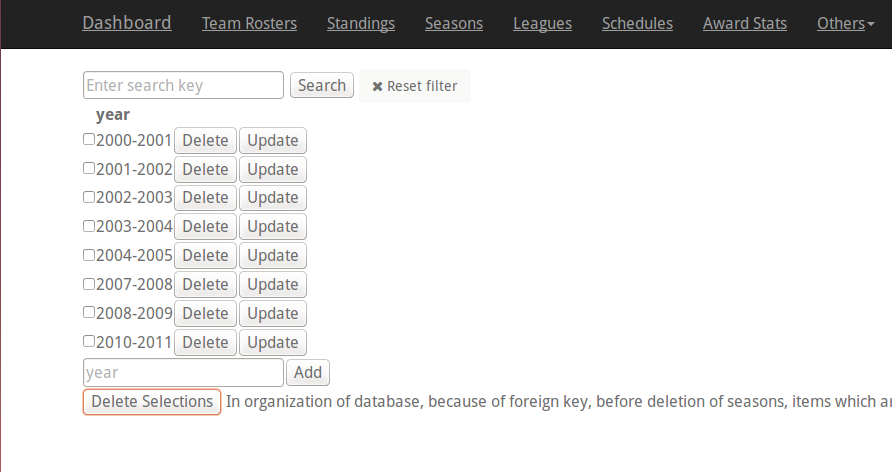 Dashboard Team Rosters Standings Seasons Leagues Schedules Award Stats Others
Enter search key Search ✖ Reset filter
year
2000-2001 Delete Update
2001-2002 Delete Update
2002-2003 Delete Update
2003-2004 Delete Update
2004-2005 Delete Update
2007-2008 Delete Update
2008-2009 Delete Update
2010-2011 Delete Update
year Add
Delete Selections In organization of database, because of foreign key, before deletion of seasons, items which